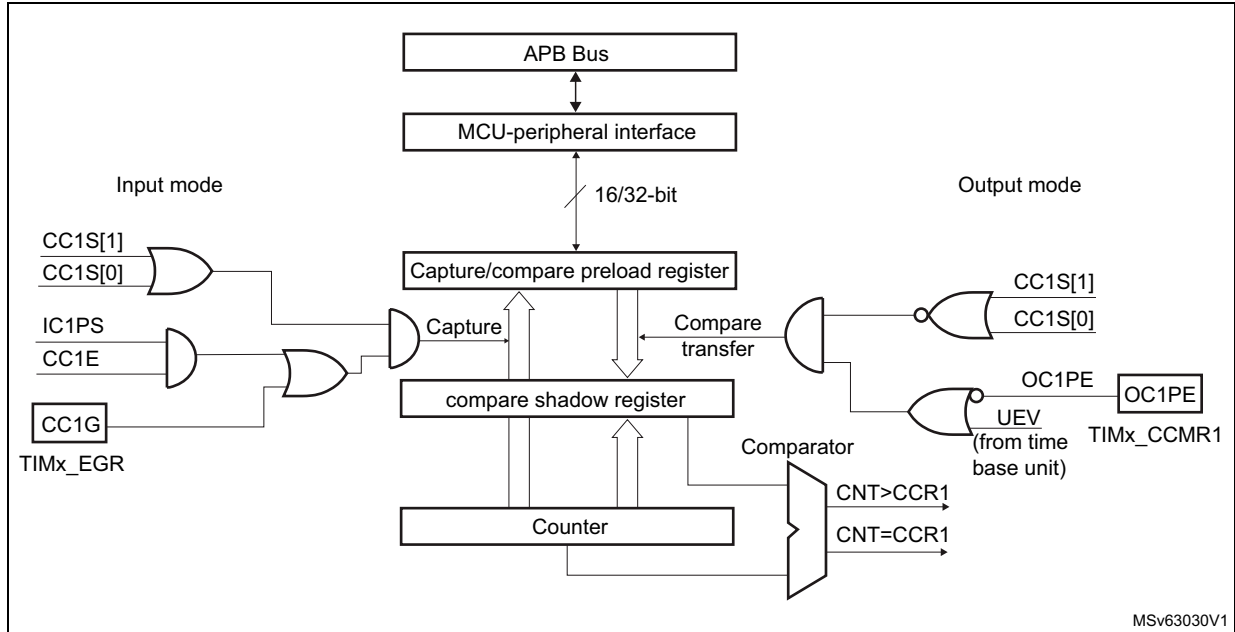 APB Bus
MCU-peripheral interface
16/32-bit
Input mode
Output mode
CC1S[1]
CC1S[0]
IC1PS
CC1E
CC1G
TIMx_EGR
Capture/compare preload register
Capture
Compare
transfer
compare shadow register
Counter
Comparator
CNT>CCR1
CNT=CCR1
CC1S[1]
CC1S[0]
OC1PE
OC1PE
UEV
(from time
base unit)
TIMx_CCMR1
MSv63030V1